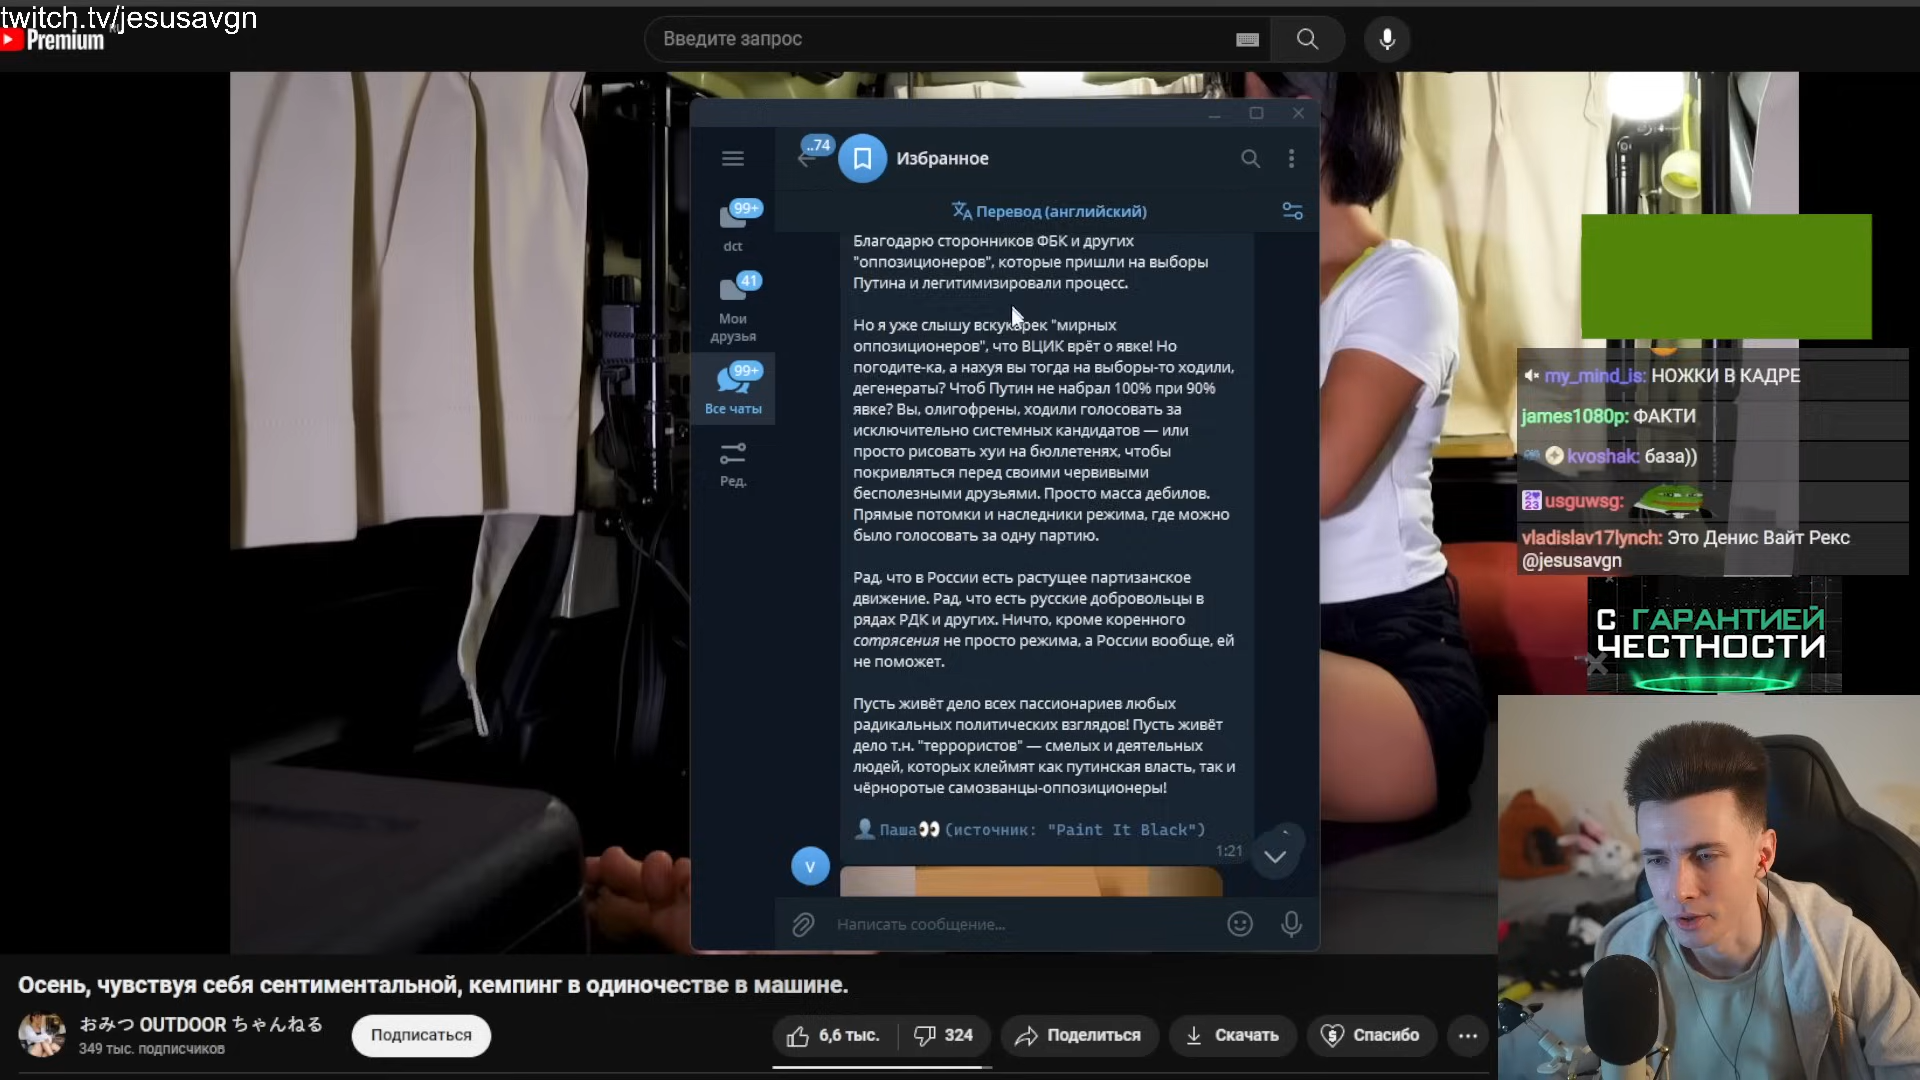 twitch.tv/jesusavgn
Premium
Введите запрос
..74
Избранное
Перевод (английский)
99+
dct
41
Мои
друзья
99+
Все чаты
Ред.
Благодарю сторонников ФБК и других
"оппозиционеров", которые пришли на выборы
Путина и легитимизировали процесс.
Но я уже слышу вскукарек "мирных
оппозиционеров", что ВЦИК врёт о явке! Но
погодите-ка, а нахуя вы тогда на выборы-то ходили,
дегенераты? Чтоб Путин не набрал 100% при 90%
явке? Вы, олигофрены, ходили голосовать за
исключительно системных кандидатов — или
просто рисовать хуи на бюллетенях, чтобы
покривляться перед своими червивыми
бесполезными друзьями. Просто масса дебилов.
Прямые потомки и наследники режима, где можно
было голосовать за одну партию.
Рад, что в России есть растущее партизанское
движение. Рад, что есть русские добровольцы в
рядах РДК и других. Ничто, кроме коренного
сотрясения не просто режима, а России вообще, ей
не поможет.
Пусть живёт дело всех пассионариев любых
радикальных политических взглядов! Пусть живёт
дело т.н. "террористов" — смелых и деятельных
людей, которых клеймят как путинская власть, так и
чёрноротые самозванцы-оппозиционеры!
👤Паша👀 (источник: "Paint It Black")
1:21
V
Написать сообщение...
my_mind_is: НОЖКИ В КАДРЕ
james1080p: ФАКТИ
kvoshak: база))
usguwsg:
vladislav17lynch: Это Денис Вайт Рекс
@jesusavgn
С ГАРАНТИЕЙ
ЧЕСТНОСТИ
Осень, чувствуя себя сентиментальной, кемпинг в одиночестве в машине.
おみつ OUTDOOR ちゃんねる
349 тыс. подписчиков
Подписаться
6,6 тыс.
324
Поделиться
Скачать
Спасибо